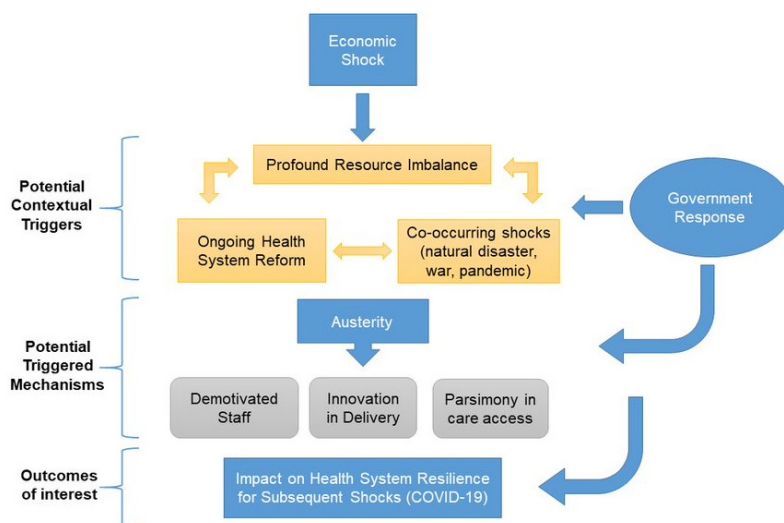 Economic
Shock
Potential
Contextual
Triggers
Profound Resource Imbalance
Government
Response
Ongoing Health
System Reform
Co-occurring shocks
(natural disaster,
war, pandemic)
Potential
Triggered
Mechanisms
Austerity
Demotivated
Staff
Innovation
in Delivery
Parsimony in
care access
Outcomes
of interest
Impact on Health System Resilience
for Subsequent Shocks (COVID-19)